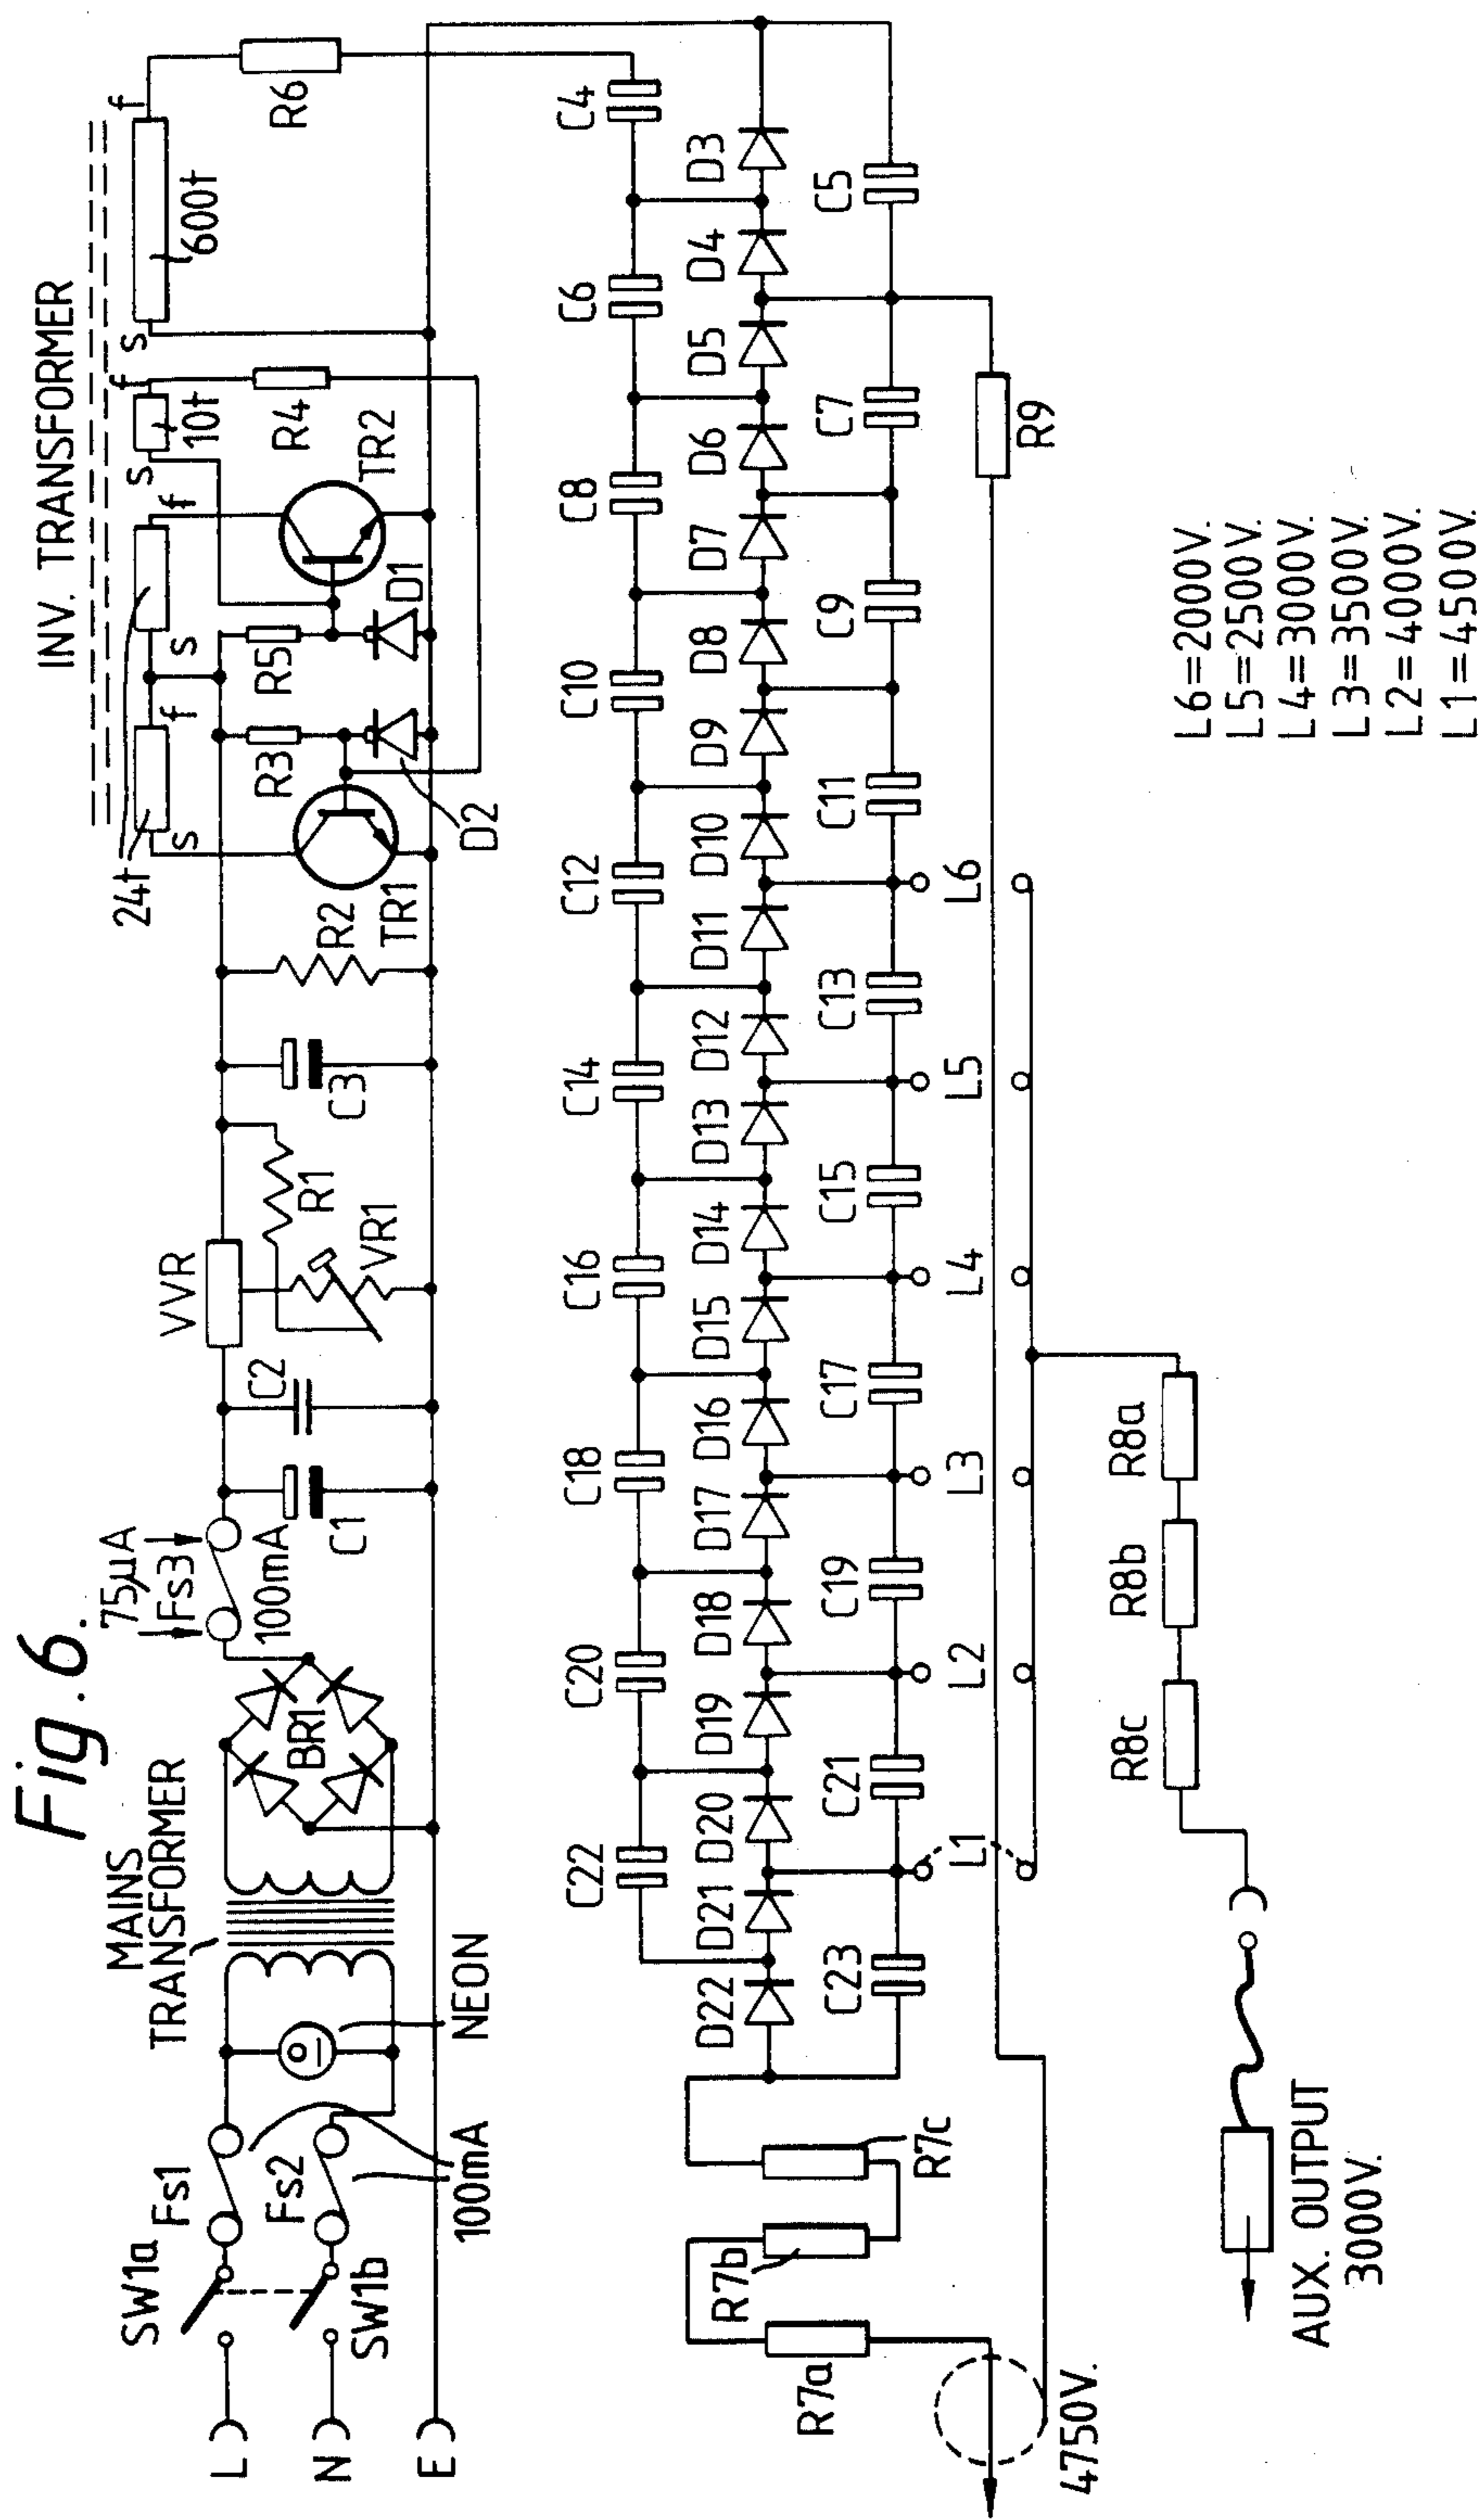 Fig. 6.
L
N
E
SW1a
SW1b
Fs1
Fs2
100mA
NEON
MAINS
TRANSFORMER
BR1
75µA
Fs3
100mA
C1
C2
VVR
R1
VR1
C3
R2
TR1
24t
s
f
s
f
R3
R5
D2
D1
INV. TRANSFORMER
TR2
s
10t
f
R4
s
600t
f
R6
C22
C20
C18
C16
C14
C12
C10
C8
C6
C4
D22
D21
D20
D19
D18
D17
D16
D15
D14
D13
D12
D11
D10
D9
D8
D7
D6
D5
D4
D3
C23
C21
C19
C17
C15
C13
C11
C9
C7
C5
L1
L2
L3
L4
L5
L6
R9
R7a
R7b
R7c
4750V.
R8c
R8b
R8a
AUX. OUTPUT
3000V.
L6=2000V.
L5=2500V.
L4=3000V.
L3=3500V.
L2=4000V.
L1=4500V.